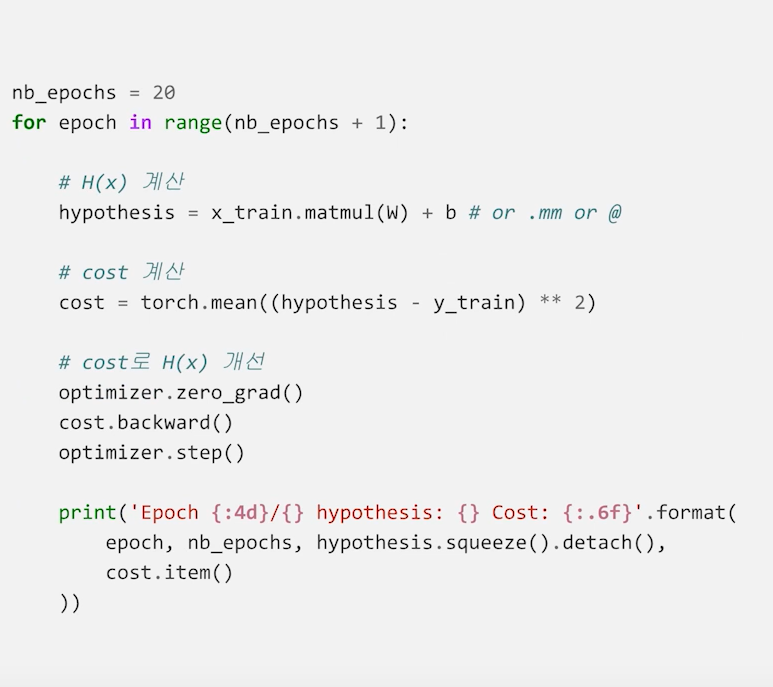 nb_epochs = 20
for epoch in range(nb_epochs + 1):
# H(x) 계산
hypothesis = x_train.matmul(W) + b # or .mm or @
# cost 계산
cost = torch.mean((hypothesis - y_train) ** 2)
# cost로 H(x) 개선
optimizer.zero_grad()
cost.backward()
optimizer.step()
print('Epoch {:4d}/{} hypothesis: {} Cost: {:.6f}'.format(
epoch, nb_epochs, hypothesis.squeeze().detach(),
cost.item()
))